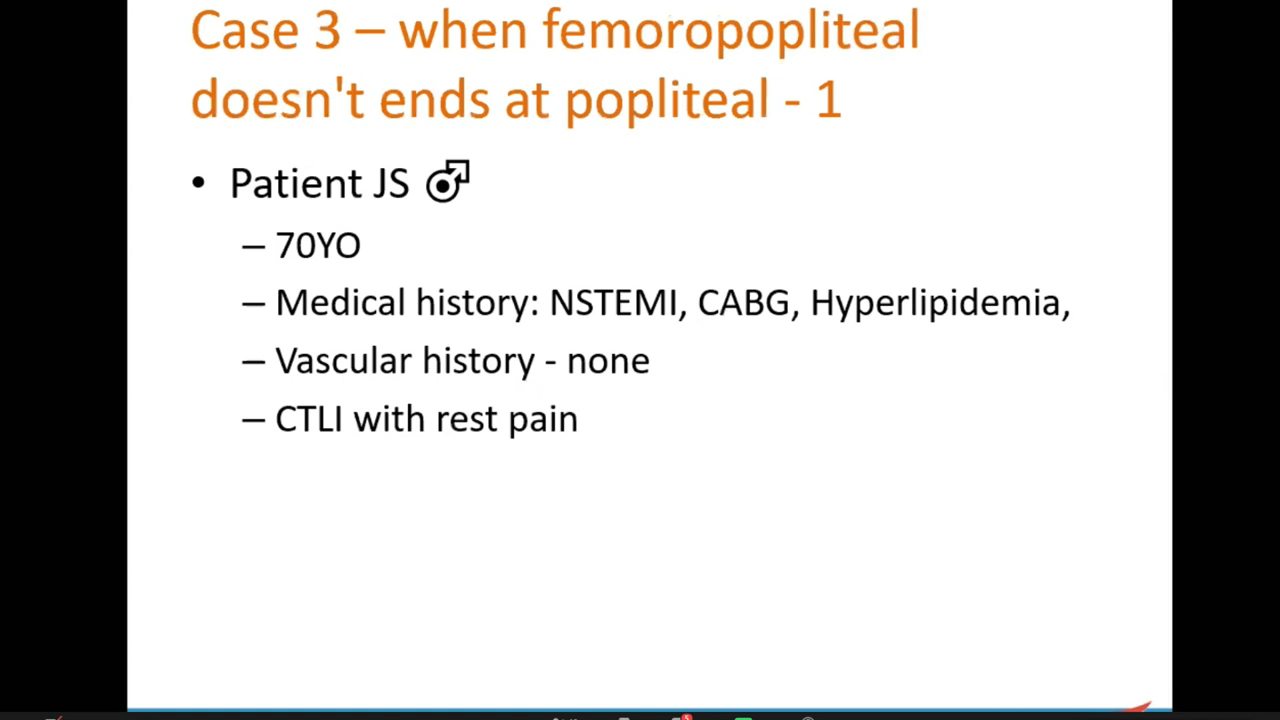 Case 3 – when femoropopliteal
doesn't ends at popliteal - 1
• Patient JS ♂
– 70YO
– Medical history: NSTEMI, CABG, Hyperlipidemia,
– Vascular history - none
– CTLI with rest pain